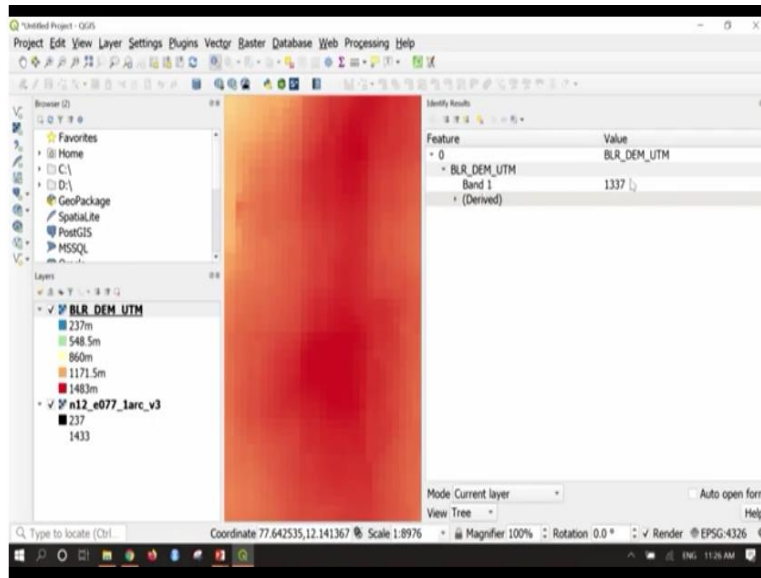 *Untitled Project - QGIS
Project Edit View Layer Settings Plugins Vector Raster Database Web Processing Help
Browser (2)
Favorites
Home
C:\
D:\
GeoPackage
SpatiaLite
PostGIS
MSSQL
Layers
BLR_DEM_UTM
237m
548.5m
860m
1171.5m
1483m
n12_e077_1arc_v3
237
1433
Identify Results
Feature Value
0 BLR_DEM_UTM
BLR_DEM_UTM
Band 1 1337
(Derived)
Mode Current layer Auto open form
View Tree Help
Type to locate (Ctrl Coordinate 77.642535,12.141367 Scale 1:8976 Magnifier 100% Rotation 0.0 ° Render EPSG:4326
ENG 11:26 AM